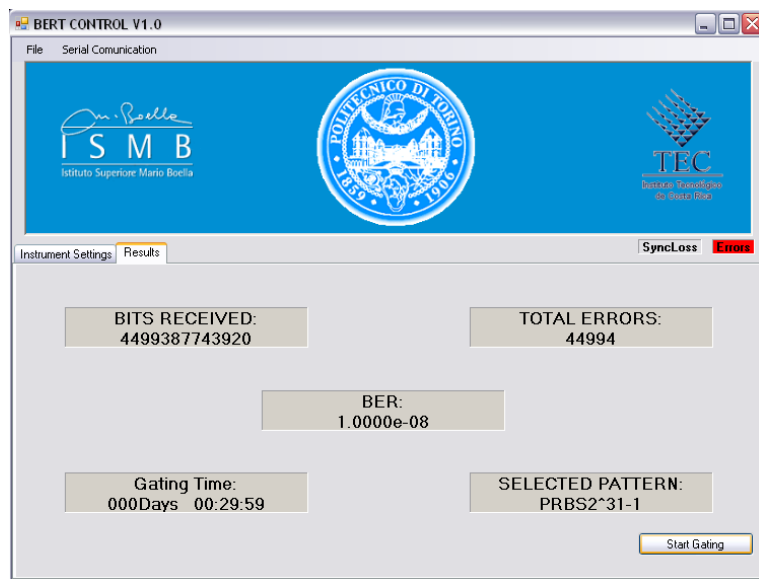 BERT CONTROL V1.0
File Serial Comunication
m. Boella
ISMB
Istituto Superiore Mario Boella
POLITECNICO DI TORINO
1859 · 1906
TEC
Instituto Tecnológico
de Costa Rica
Instrument Settings Results
SyncLoss Errors
BITS RECEIVED:
4499387743920
TOTAL ERRORS:
44994
BER:
1.0000e-08
Gating Time:
000Days 00:29:59
SELECTED PATTERN:
PRBS2^31-1
Start Gating